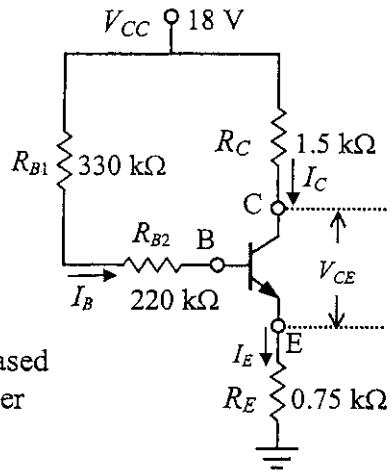 V_CC 18 V
R_B1 330 kΩ
R_C 1.5 kΩ
I_C
C
R_B2 B
V_CE
I_B 220 kΩ
E
I_E
ased
er
R_E 0.75 kΩ